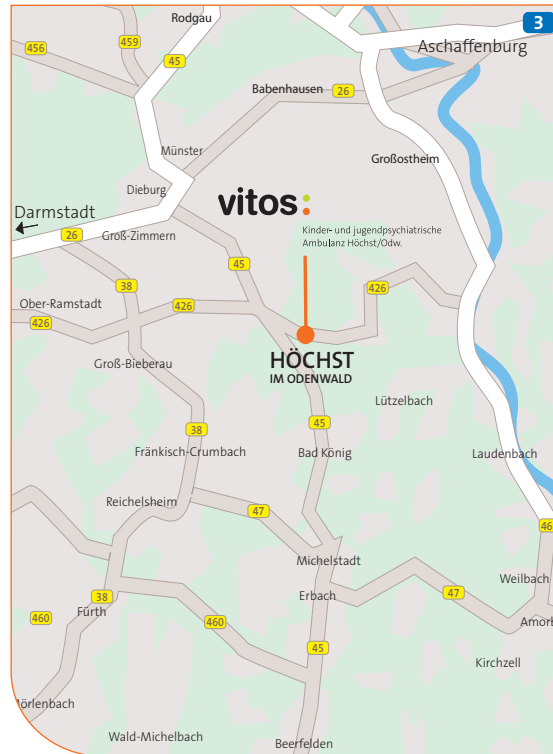 Rodgau
3
459
456
45
Aschaffenburg
Babenhausen
26
Münster
Großostheim
Dieburg
vitos:
Darmstadt
Kinder- und jugendpsychiatrische
Ambulanz Höchst/Odw.
26
Groß-Zimmern
45
38
426
Ober-Ramstadt
426
426
HÖCHST
IM ODENWALD
Groß-Bieberau
Lützelbach
45
38
Fränkisch-Crumbach
Bad König
Laudenbach
Reichelsheim
47
46
Michelstadt
Weilbach
38
Erbach
47
Fürth
460
460
Amorb
45
Kirchzell
örlenbach
Wald-Michelbach
Beerfelden